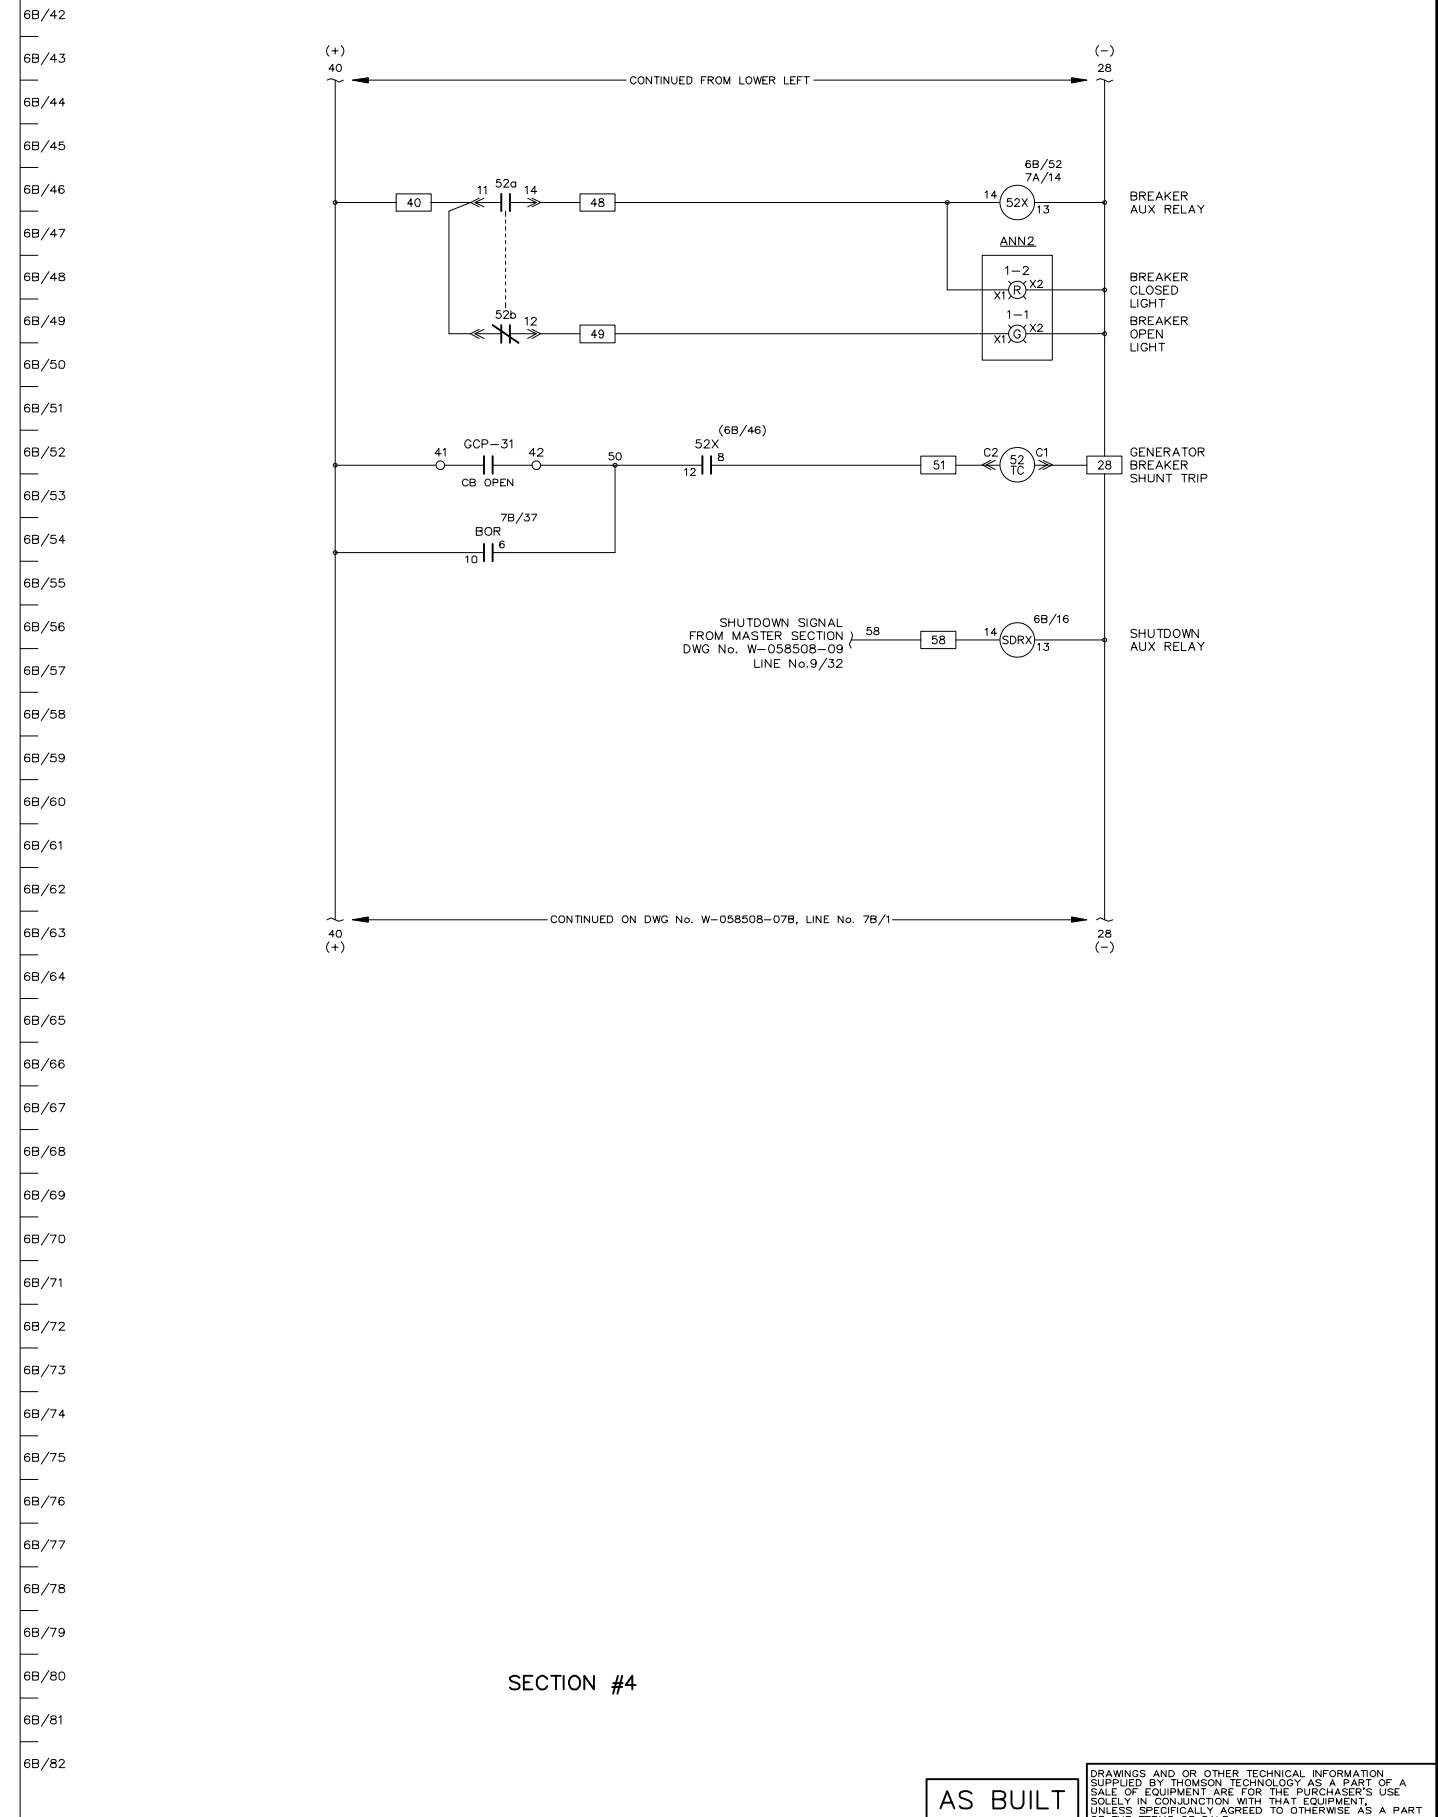 6B/42
6B/43
6B/44
6B/45
6B/46
6B/47
6B/48
6B/49
6B/50
6B/51
6B/52
6B/53
6B/54
6B/55
6B/56
6B/57
6B/58
6B/59
6B/60
6B/61
6B/62
6B/63
6B/64
6B/65
6B/66
6B/67
6B/68
6B/69
6B/70
6B/71
6B/72
6B/73
6B/74
6B/75
6B/76
6B/77
6B/78
6B/79
6B/80
6B/81
6B/82
(+)
40
CONTINUED FROM LOWER LEFT
(-)
28
40
11
52a
14
48
6B/52
7A/14
14
52X
13
BREAKER
AUX RELAY
ANN2
1-2
X1
R
X2
BREAKER
CLOSED
LIGHT
52b
12
49
1-1
X1
G
X2
BREAKER
OPEN
LIGHT
41
GCP-31
42
CB OPEN
50
(6B/46)
52X
12
8
51
C2
52
TC
C1
28
GENERATOR
BREAKER
SHUNT TRIP
7B/37
BOR
10
6
SHUTDOWN SIGNAL
FROM MASTER SECTION
DWG No. W-058508-09
LINE No.9/32
58
58
6B/16
14
SDRX
13
SHUTDOWN
AUX RELAY
CONTINUED ON DWG No. W-058508-07B, LINE No. 7B/1
40
(+)
28
(-)
SECTION #4
AS BUILT
DRAWINGS AND OR OTHER TECHNICAL INFORMATION
SUPPLIED BY THOMSON TECHNOLOGY AS A PART OF A
SALE OF EQUIPMENT ARE FOR THE PURCHASER'S USE
SOLELY IN CONJUNCTION WITH THAT EQUIPMENT,
UNLESS SPECIFICALLY AGREED TO OTHERWISE AS A PART